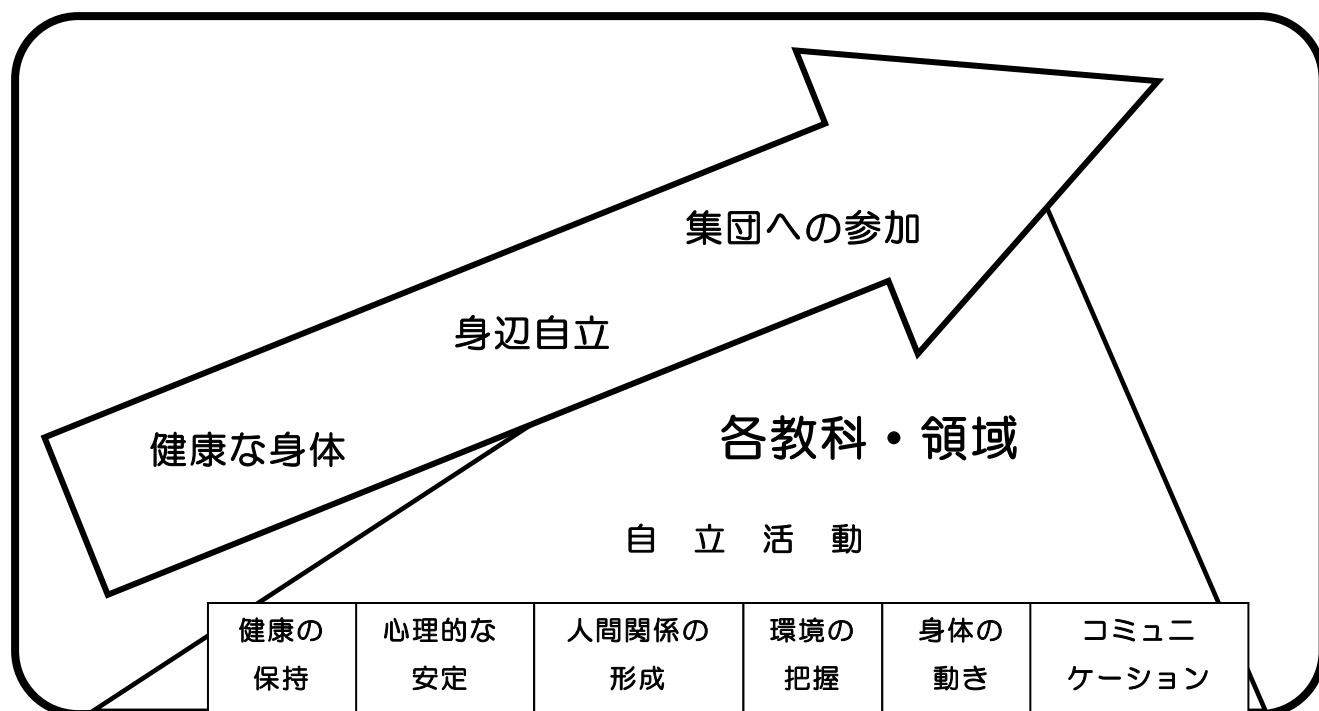 集団への参加
身辺自立
健康な身体
各教科・領域
自 立 活 動
健康の
保持
心理的な
安定
人間関係の
形成
環境の
把握
身体の
動き
コミュニ
ケーション